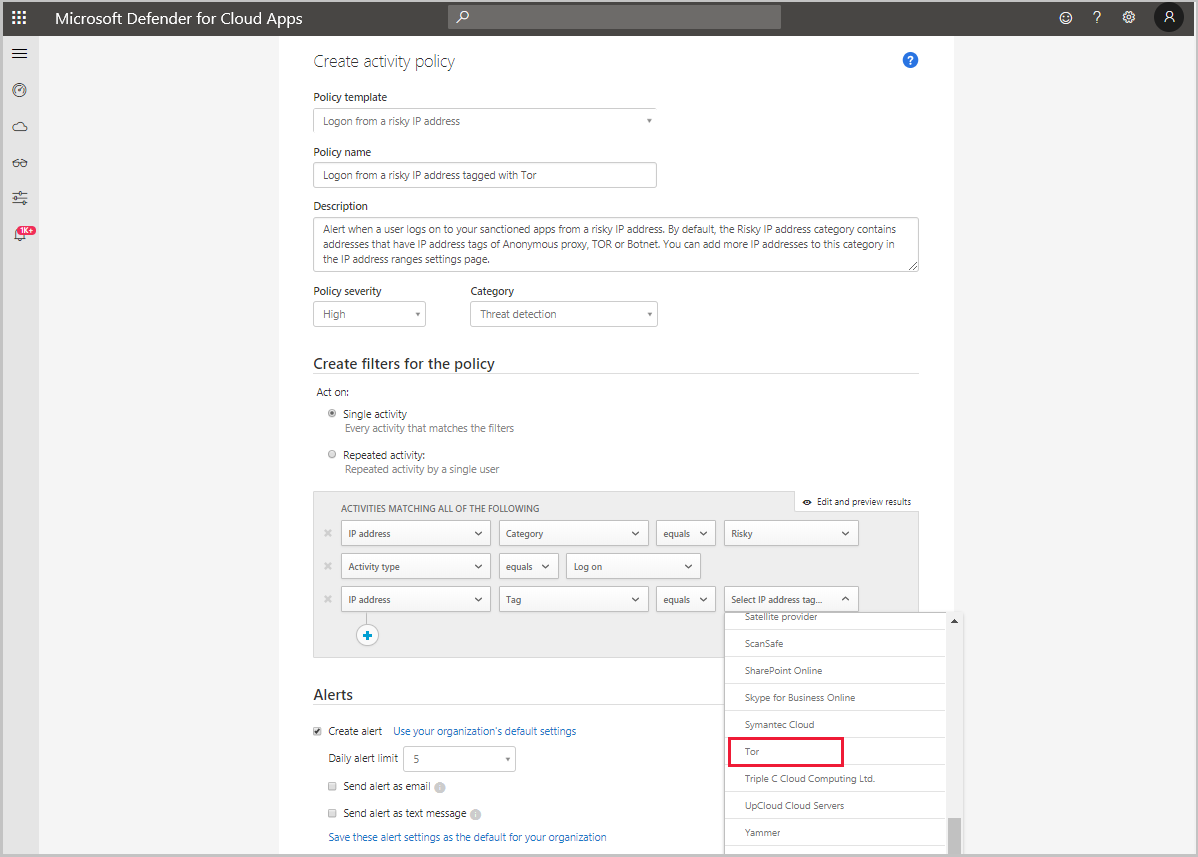 Microsoft Defender for Cloud Apps
?
Create activity policy
?
Policy template
Logon from a risky IP address
Policy name
Logon from a risky IP address tagged with Tor
Description
Alert when a user logs on to your sanctioned apps from a risky IP address. By default, the Risky IP address category contains
addresses that have IP address tags of Anonymous proxy, TOR or Botnet. You can add more IP addresses to this category in
the IP address ranges settings page.
Policy severity
Category
High
Threat detection
1K+
Create filters for the policy
Act on:
Single activity
Every activity that matches the filters
Repeated activity:
Repeated activity by a single user
Edit and preview results
ACTIVITIES MATCHING ALL OF THE FOLLOWING
IP address
Category
equals
Risky
Activity type
equals
Log on
IP address
Tag
equals
Select IP address tag...
Satellite provider
ScanSafe
SharePoint Online
Skype for Business Online
Symantec Cloud
Tor
Triple C Cloud Computing Ltd.
UpCloud Cloud Servers
Yammer
Alerts
Create alert Use your organization's default settings
Daily alert limit 5
Send alert as email i
Send alert as text message i
Save these alert settings as the default for your organization